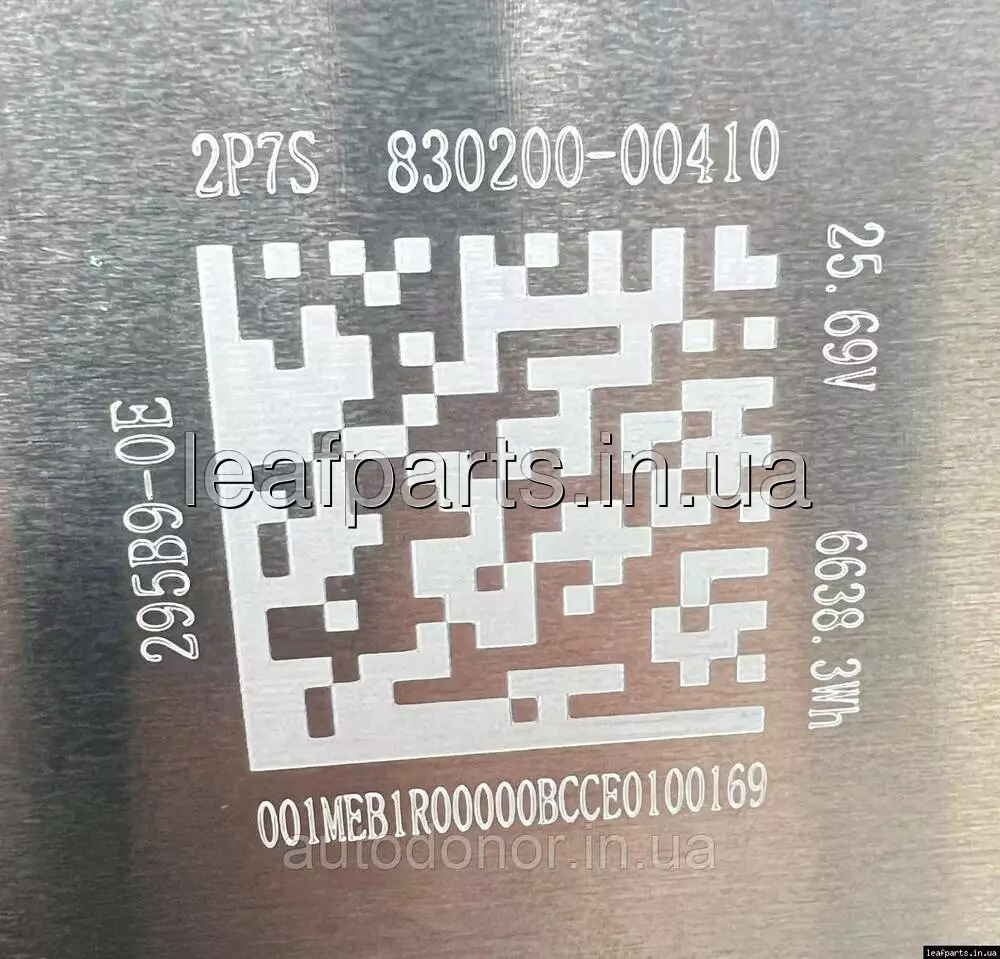 2P7S 830200-00410
25.69V
6638.3Wh
295B9-0E
leafparts.in.ua
001MEB1R00000BCCE0100169
autodonor.in.ua
leafparts.in.ua